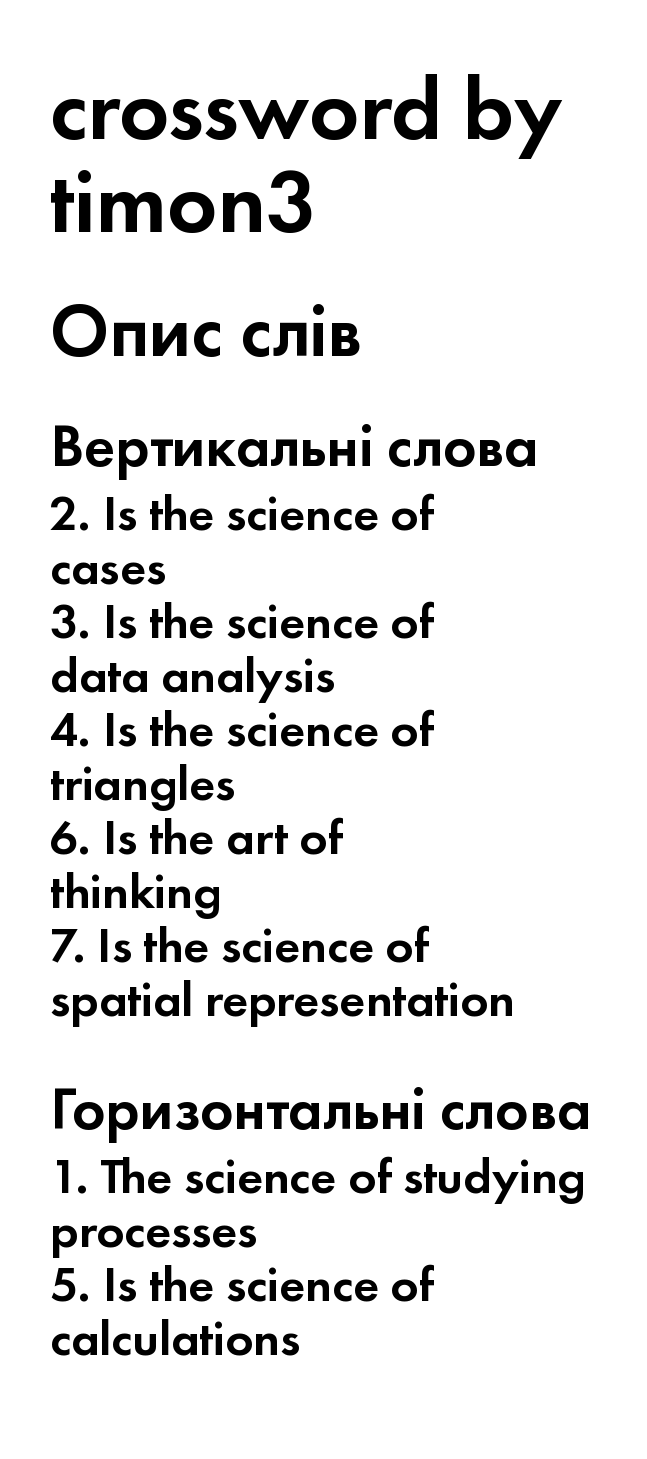 crossword by
timon3
Опис слів
Вертикальні слова
2. Is the science of
cases
3. Is the science of
data analysis
4. Is the science of
triangles
6. Is the art of
thinking
7. Is the science of
spatial representation
Горизонтальні слова
1. The science of studying
processes
5. Is the science of
calculations